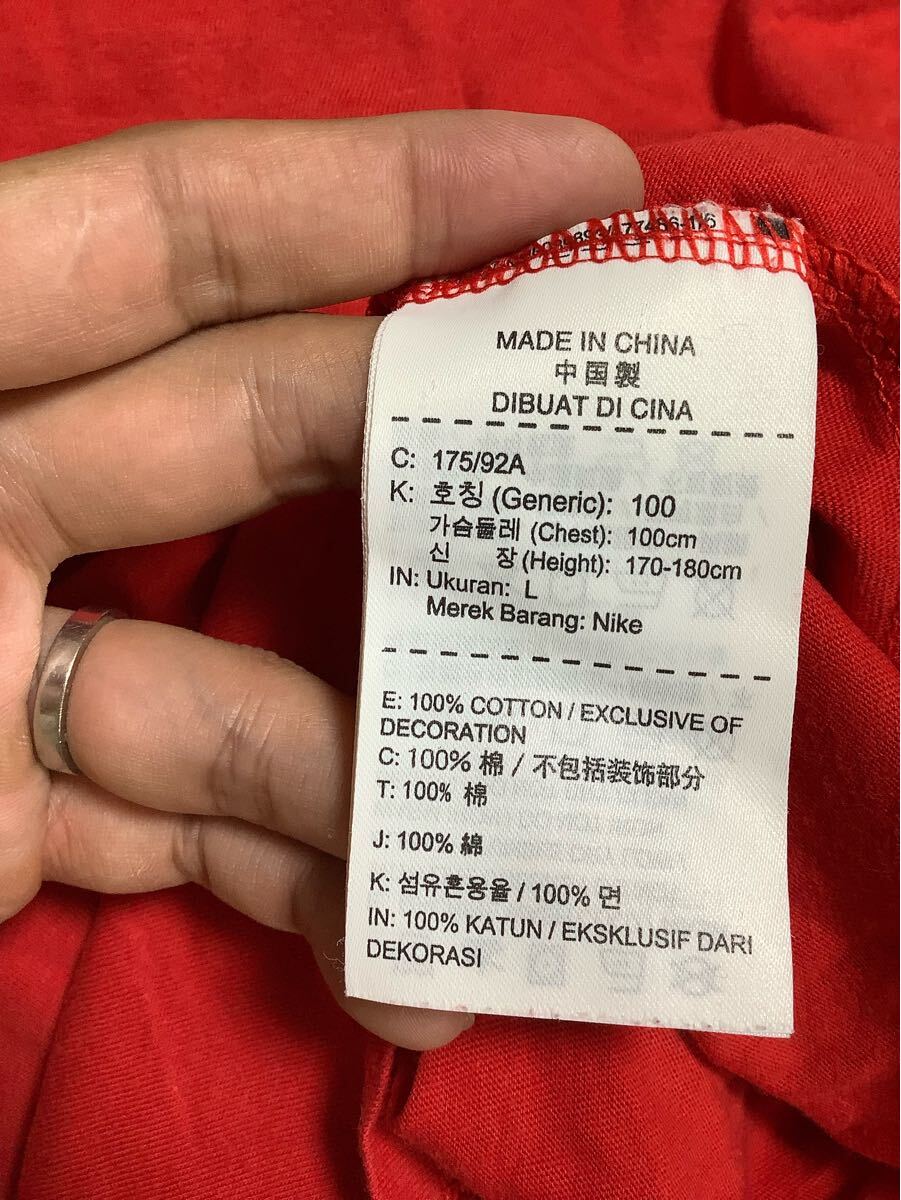 77486-1/6
MADE IN CHINA
中国製
DIBUAT DI CINA
C: 175/92A
K: 호칭 (Generic): 100
가슴둘레 (Chest): 100cm
신 장 (Height): 170-180cm
IN: Ukuran: L
Merek Barang: Nike
E: 100% COTTON / EXCLUSIVE OF
DECORATION
C: 100% 棉 / 不包括装饰部分
T: 100% 棉
J: 100% 綿
K: 섬유혼용율 / 100% 면
IN: 100% KATUN / EKSKLUSIF DARI
DEKORASI